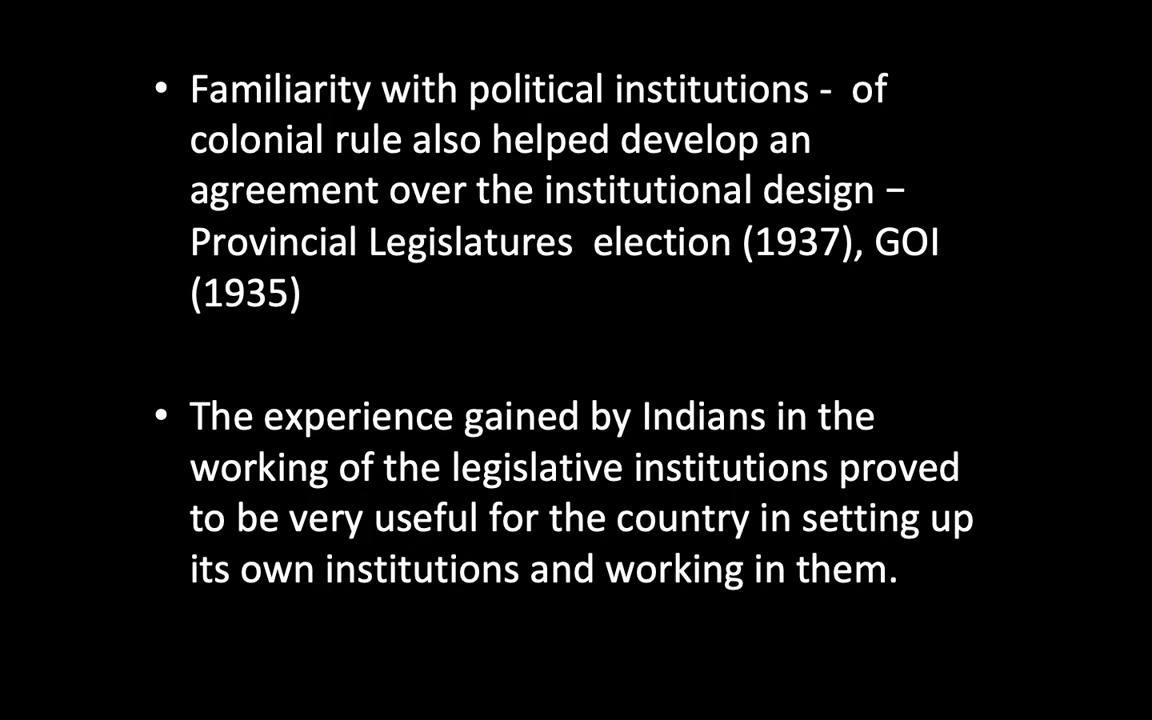 • Familiarity with political institutions -  of
colonial rule also helped develop an
agreement over the institutional design –
Provincial Legislatures  election (1937), GOI
(1935)
• The experience gained by Indians in the
working of the legislative institutions proved
to be very useful for the country in setting up
its own institutions and working in them.